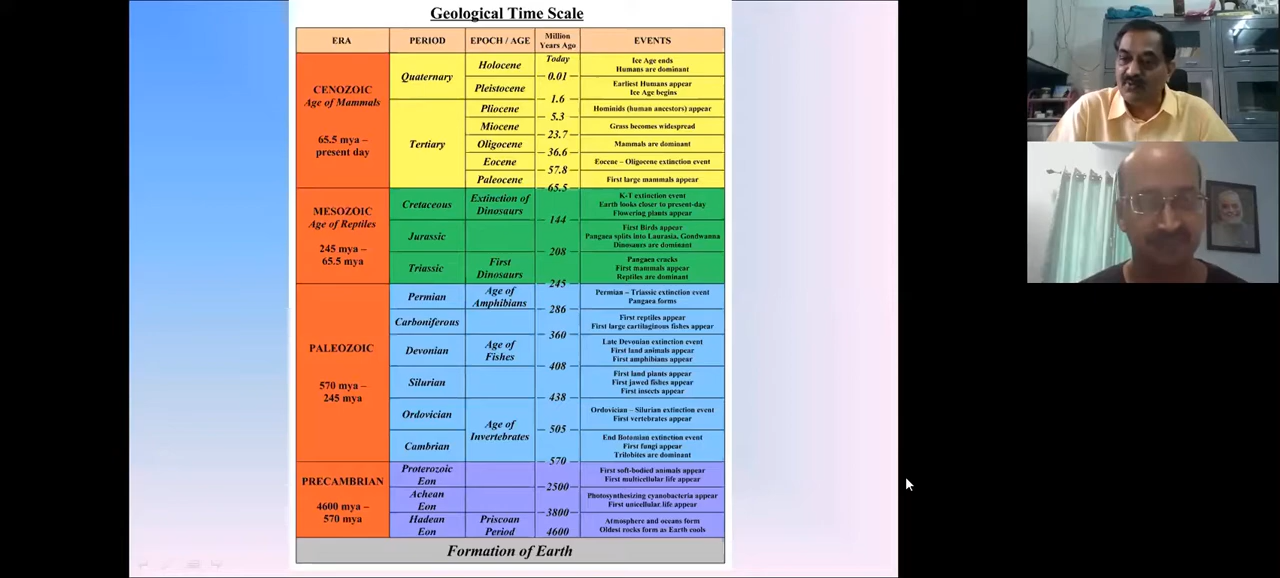 Geological Time Scale
ERA
PERIOD
EPOCH / AGE
Million
Years Ago
EVENTS
CENOZOIC
Age of Mammals
65.5 mya –
present day
Quaternary
Holocene
Today
Ice Age ends
Humans are dominant
0.01
Pleistocene
Earliest Humans appear
Ice Age begins
1.6
Tertiary
Pliocene
Hominids (human ancestors) appear
5.3
Miocene
Grass becomes widespread
23.7
Oligocene
Mammals are dominant
36.6
Eocene
Eocene – Oligocene extinction event
57.8
Paleocene
First large mammals appear
65.5
MESOZOIC
Age of Reptiles
245 mya –
65.5 mya
Cretaceous
Extinction of
Dinosaurs
K-T extinction event
Earth looks closer to present-day
Flowering plants appear
144
Jurassic
First Birds appear
Pangaea splits into Laurasia, Gondwanna
Dinosaurs are dominant
208
Triassic
First
Dinosaurs
Pangaea cracks
First mammals appear
Reptiles are dominant
245
PALEOZOIC
570 mya –
245 mya
Permian
Age of
Amphibians
Permian – Triassic extinction event
Pangaea forms
286
Carboniferous
First reptiles appear
First large cartilaginous fishes appear
360
Devonian
Age of
Fishes
Late Devonian extinction event
First land animals appear
First amphibians appear
408
Silurian
First land plants appear
First jawed fishes appear
First insects appear
438
Ordovician
Age of
Invertebrates
Ordovician – Silurian extinction event
First vertebrates appear
505
Cambrian
End Botomian extinction event
First fungi appear
Trilobites are dominant
570
PRECAMBRIAN
4600 mya –
570 mya
Proterozoic
Eon
First soft-bodied animals appear
First multicellular life appear
2500
Achean
Eon
Photosynthesizing cyanobacteria appear
First unicellular life appear
3800
Hadean
Eon
Priscoan
Period
Atmosphere and oceans form
Oldest rocks form as Earth cools
4600
Formation of Earth